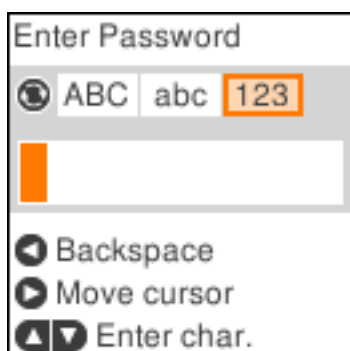 Enter Password
ABC abc 123
Backspace
Move cursor
Enter char.